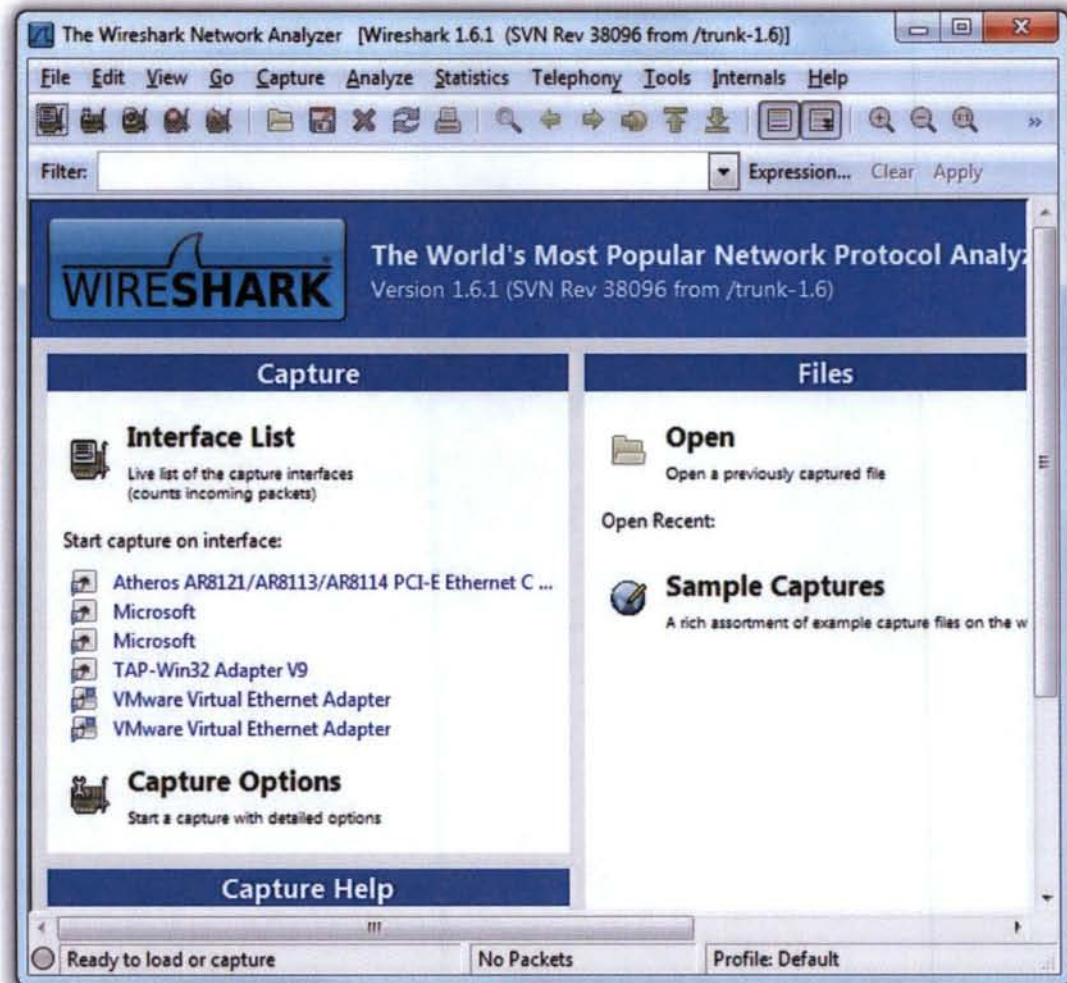 The Wireshark Network Analyzer [Wireshark 1.6.1 (SVN Rev 38096 from /trunk-1.6)]
File Edit View Go Capture Analyze Statistics Telephony Tools Internals Help
Filter: Expression... Clear Apply
WIRESHARK
The World's Most Popular Network Protocol Analyz
Version 1.6.1 (SVN Rev 38096 from /trunk-1.6)
Capture
Interface List
Live list of the capture interfaces
(counts incoming packets)
Start capture on interface:
Atheros AR8121/AR8113/AR8114 PCI-E Ethernet C ...
Microsoft
Microsoft
TAP-Win32 Adapter V9
VMware Virtual Ethernet Adapter
VMware Virtual Ethernet Adapter
Capture Options
Start a capture with detailed options
Capture Help
Files
Open
Open a previously captured file
Open Recent:
Sample Captures
A rich assortment of example capture files on the w
Ready to load or capture No Packets Profile: Default